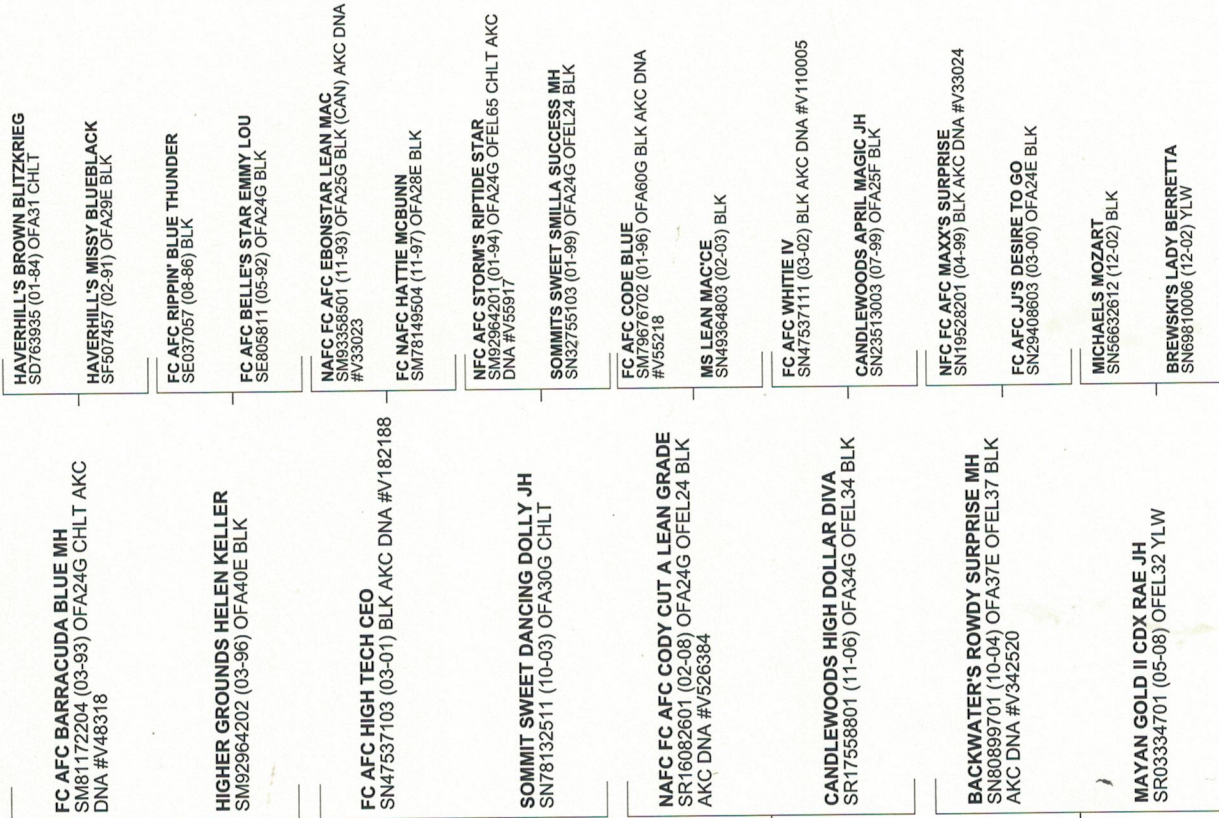 FC AFC BARRACUDA BLUE MH
SM81172204 (03-93) OFA24G CHLT AKC
DNA #V48318
HIGHER GROUNDS HELEN KELLER
SM92964202 (03-96) OFA40E BLK
FC AFC HIGH TECH CEO
SN47537103 (03-01) BLK AKC DNA #V182188
SOMMIT SWEET DANCING DOLLY JH
SN78132511 (10-03) OFA30G CHLT
NAFC FC AFC CODY CUT A LEAN GRADE
SR16082601 (02-08) OFA24G OFEL24 BLK
AKC DNA #V526384
CANDLEWOODS HIGH DOLLAR DIVA
SR17558801 (11-06) OFA34G OFEL34 BLK
BACKWATER'S ROWDY SURPRISE MH
SN80899701 (10-04) OFA37E OFEL37 BLK
AKC DNA #V342520
MAYAN GOLD II CDX RAE JH
SR03334701 (05-08) OFEL32 YLW
HAVERHILL'S BROWN BLITZKRIEG
SD763935 (01-84) OFA31 CHLT
HAVERHILL'S MISSY BLUEBLACK
SF507457 (02-91) OFA29E BLK
FC AFC RIPPIN' BLUE THUNDER
SE037057 (08-86) BLK
FC AFC BELLE'S STAR EMMY LOU
SE805811 (05-92) OFA24G BLK
NAFC FC AFC EBONSTAR LEAN MAC
SM93358501 (11-93) OFA25G BLK (CAN) AKC DNA
#V33023
FC NAFC HATTIE MCBUNN
SM78149504 (11-97) OFA28E BLK
NFC AFC STORM'S RIPTIDE STAR
SM92964201 (01-94) OFA24G OFEL65 CHLT AKC
DNA #V55917
SOMMITS SWEET SMILLA SUCCESS MH
SN32755103 (01-99) OFA24G OFEL24 BLK
FC AFC CODE BLUE
SM79676702 (01-96) OFA60G BLK AKC DNA
#V55218
MS LEAN MAC'CE
SN49364803 (02-03) BLK
FC AFC WHITIE IV
SN47537111 (03-02) BLK AKC DNA #V110005
CANDLEWOODS APRIL MAGIC JH
SN23513003 (07-99) OFA25F BLK
NFC FC AFC MAXX'S SURPRISE
SN19528201 (04-99) BLK AKC DNA #V33024
FC AFC JJ'S DESIRE TO GO
SN29408603 (03-00) OFA24E BLK
MICHAELS MOZART
SN56632612 (12-02) BLK
BREWSKI'S LADY BERRETTA
SN69810006 (12-02) YLW